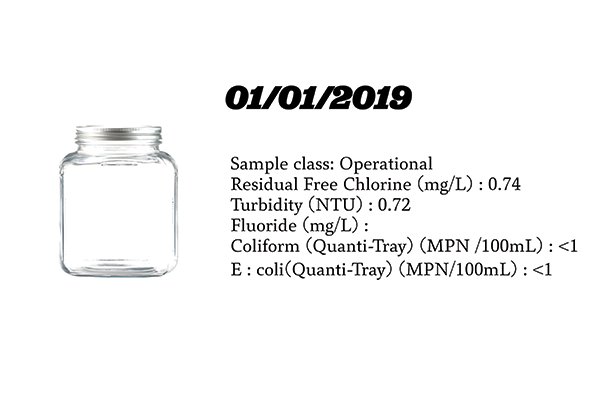 01/01/2019
Sample class: Operational
Residual Free Chlorine (mg/L) : 0.74
Turbidity (NTU) : 0.72
Fluoride (mg/L) :
Coliform (Quanti-Tray) (MPN /100mL) : <1
E : coli(Quanti-Tray) (MPN/100mL) : <1